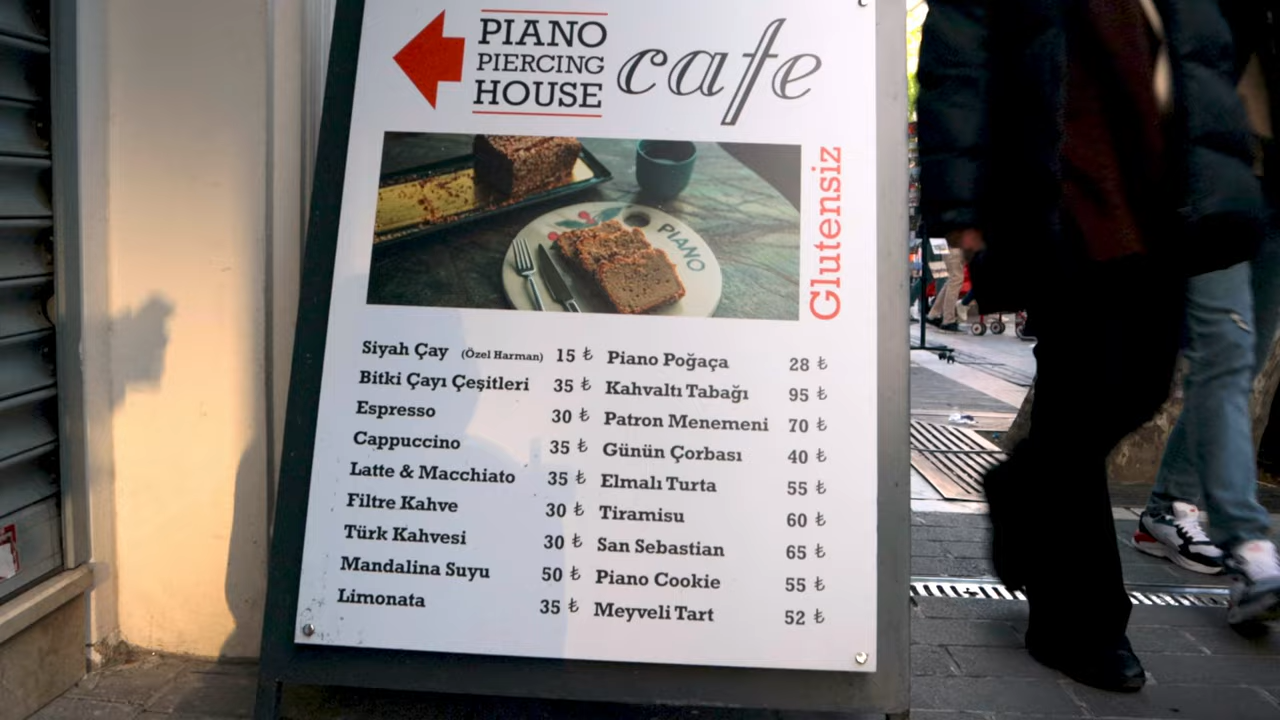 PIANO
PIERCING
HOUSE
cafe
PIANO
Glutensiz
Siyah Çay (Özel Harman) 15 ₺
Bitki Çayı Çeşitleri 35 ₺
Espresso 30 ₺
Cappuccino 35 ₺
Latte & Macchiato 35 ₺
Filtre Kahve 30 ₺
Türk Kahvesi 30 ₺
Mandalina Suyu 50 ₺
Limonata 35 ₺
Piano Poğaça 28 ₺
Kahvaltı Tabağı 95 ₺
Patron Menemeni 70 ₺
Günün Çorbası 40 ₺
Elmalı Turta 55 ₺
Tiramisu 60 ₺
San Sebastian 65 ₺
Piano Cookie 55 ₺
Meyveli Tart 52 ₺